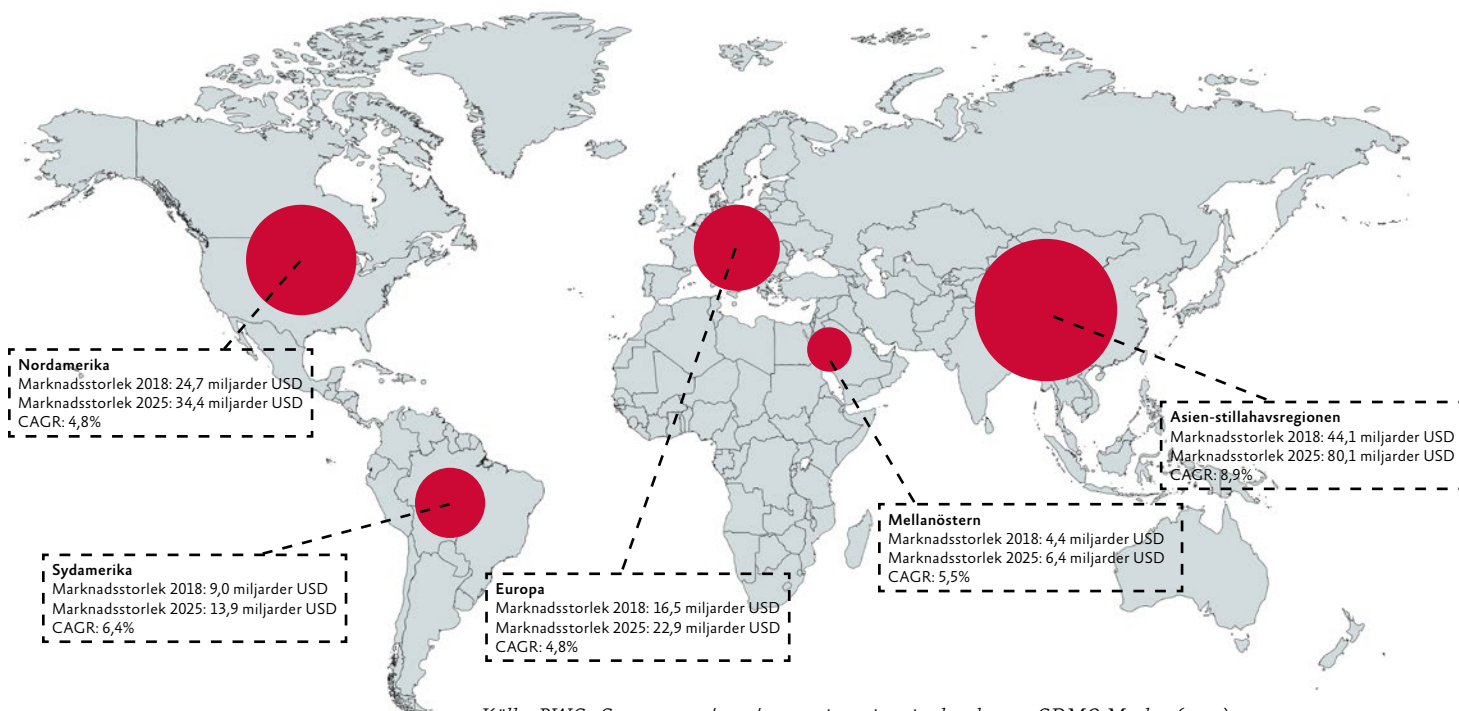 Nordamerika
Marknadsstorlek 2018: 24,7 miljarder USD
Marknadsstorlek 2025: 34,4 miljarder USD
CAGR: 4,8%
Sydamerika
Marknadsstorlek 2018: 9,0 miljarder USD
Marknadsstorlek 2025: 13,9 miljarder USD
CAGR: 6,4%
Europa
Marknadsstorlek 2018: 16,5 miljarder USD
Marknadsstorlek 2025: 22,9 miljarder USD
CAGR: 4,8%
Mellanöstern
Marknadsstorlek 2018: 4,4 miljarder USD
Marknadsstorlek 2025: 6,4 miljarder USD
CAGR: 5,5%
Asien-stillahavsregionen
Marknadsstorlek 2018: 44,1 miljarder USD
Marknadsstorlek 2025: 80,1 miljarder USD
CAGR: 8,9%
PWC, CDMO